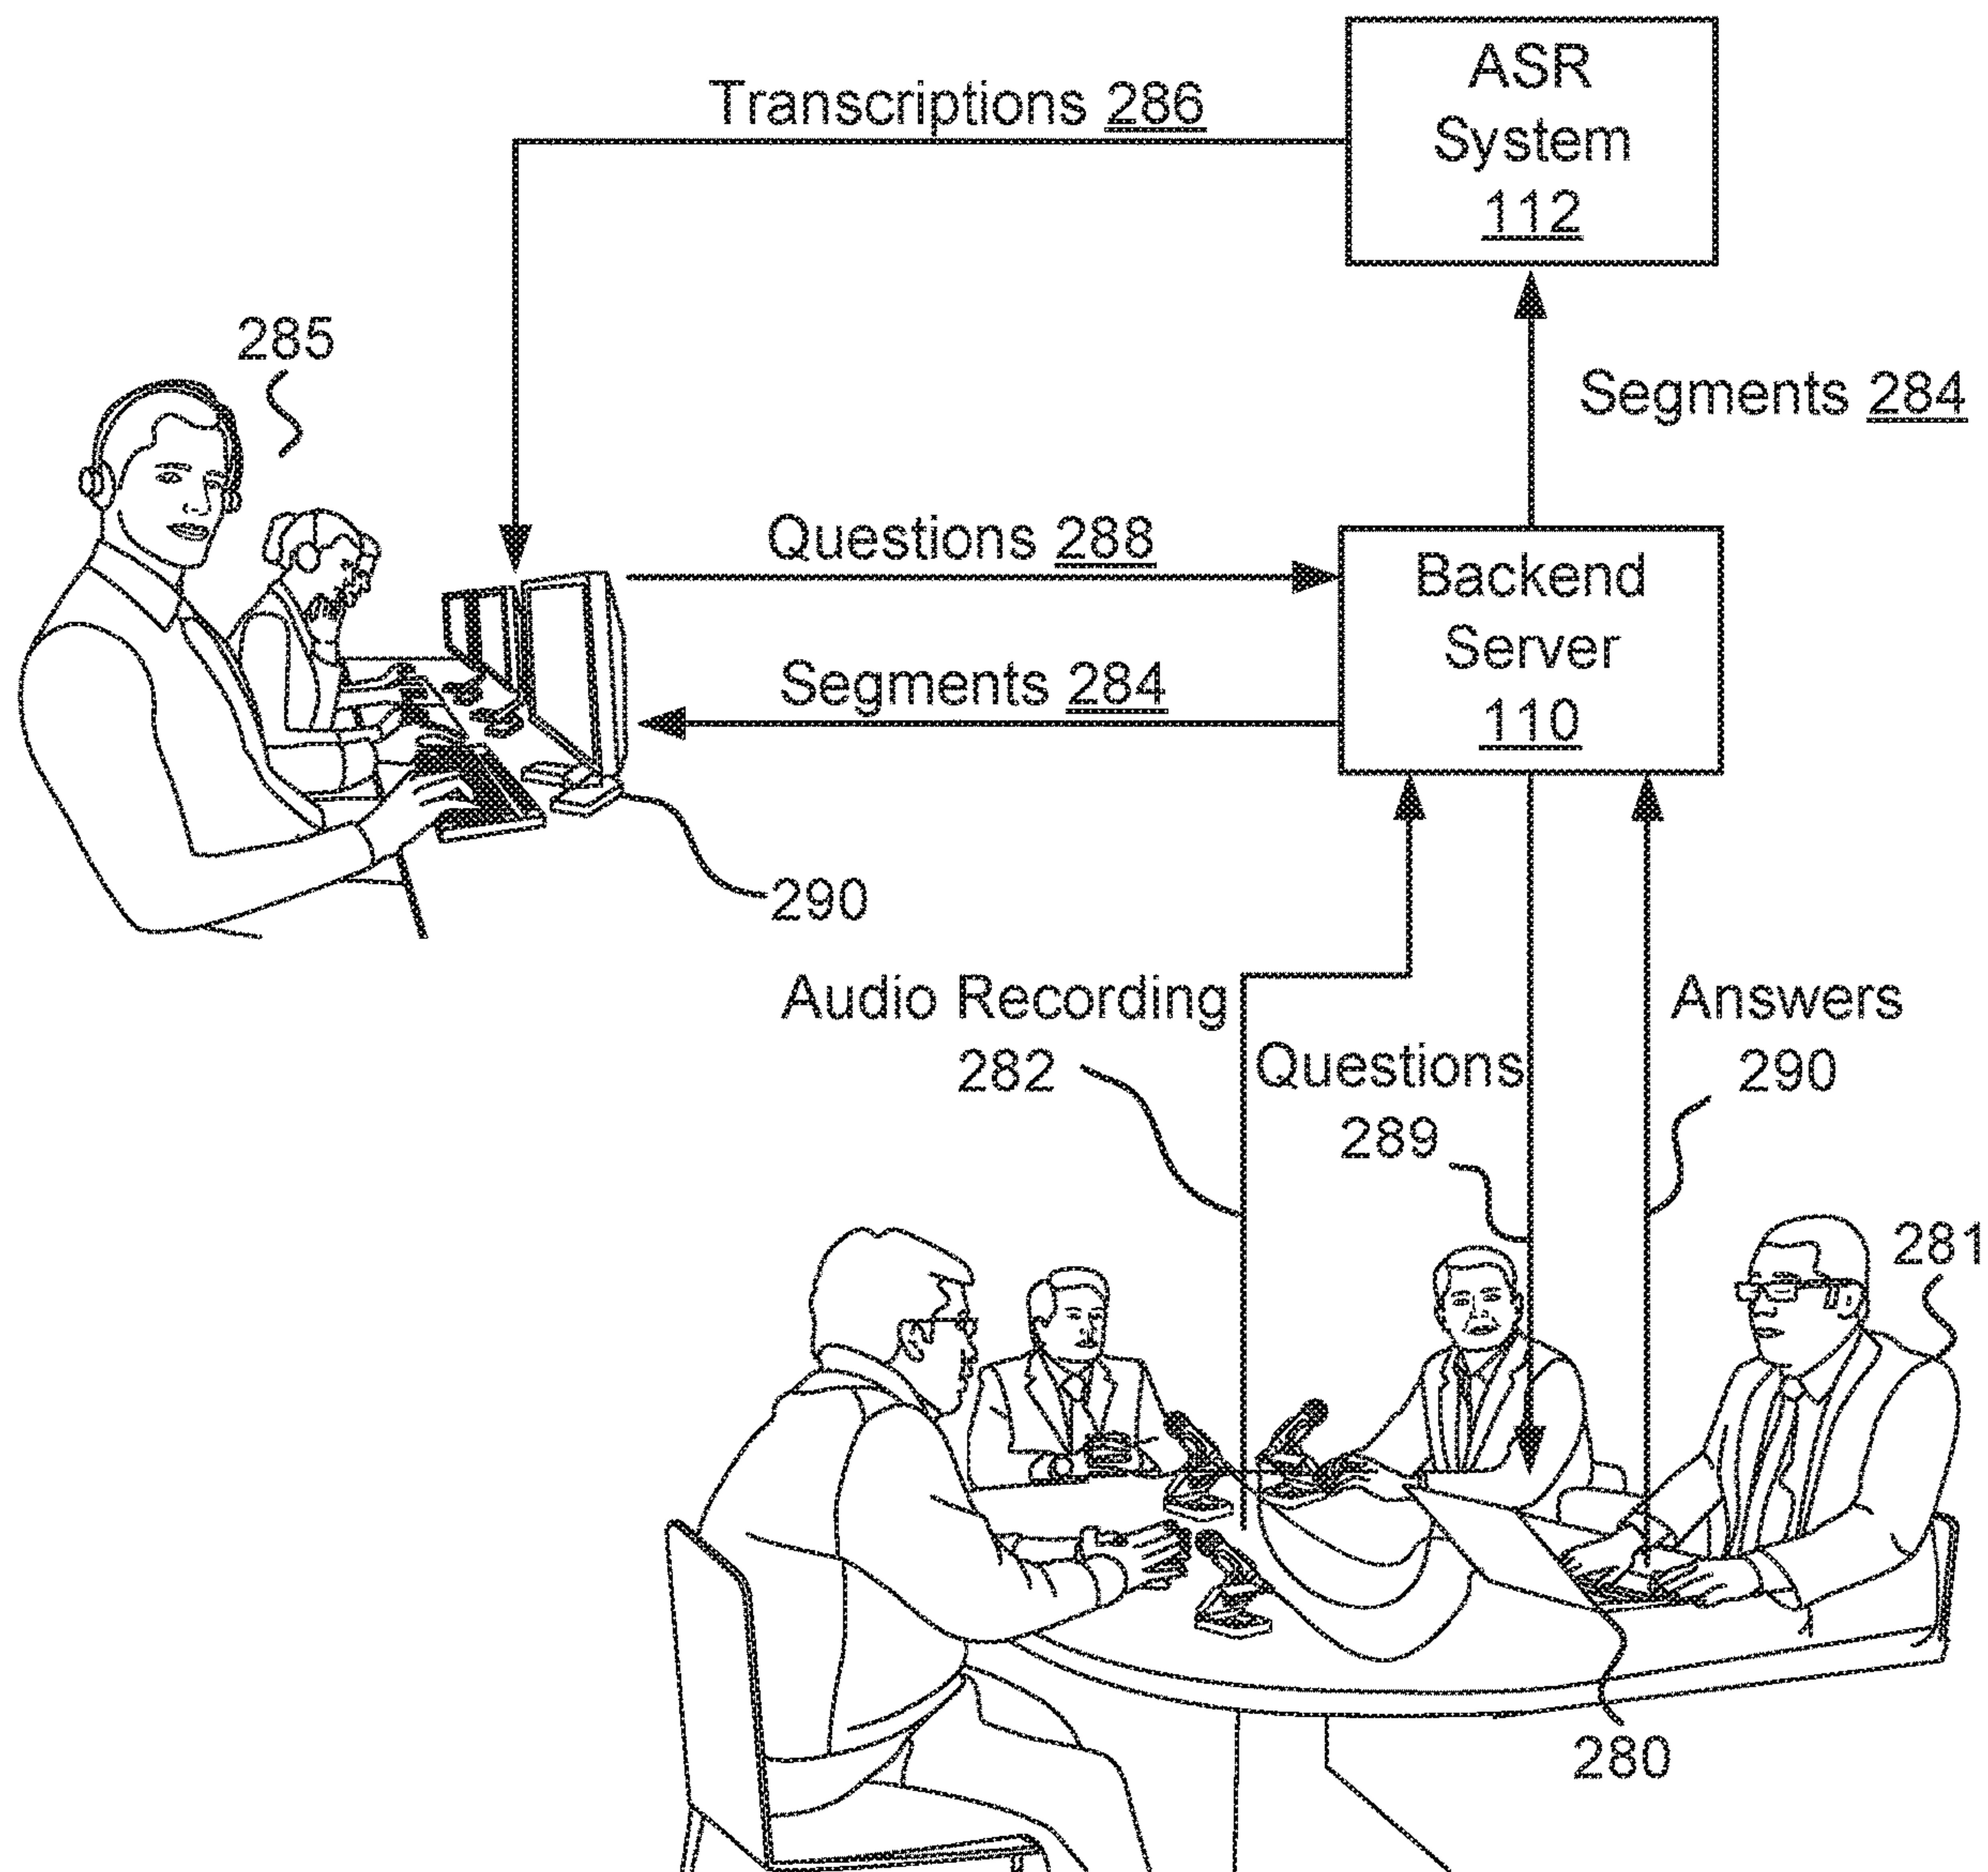 ASR
System
112
Transcriptions 286
285
Segments 284
Questions 288
Backend
Server
110
Segments 284
290
Audio Recording
282
Questions
289
Answers
290
281
280